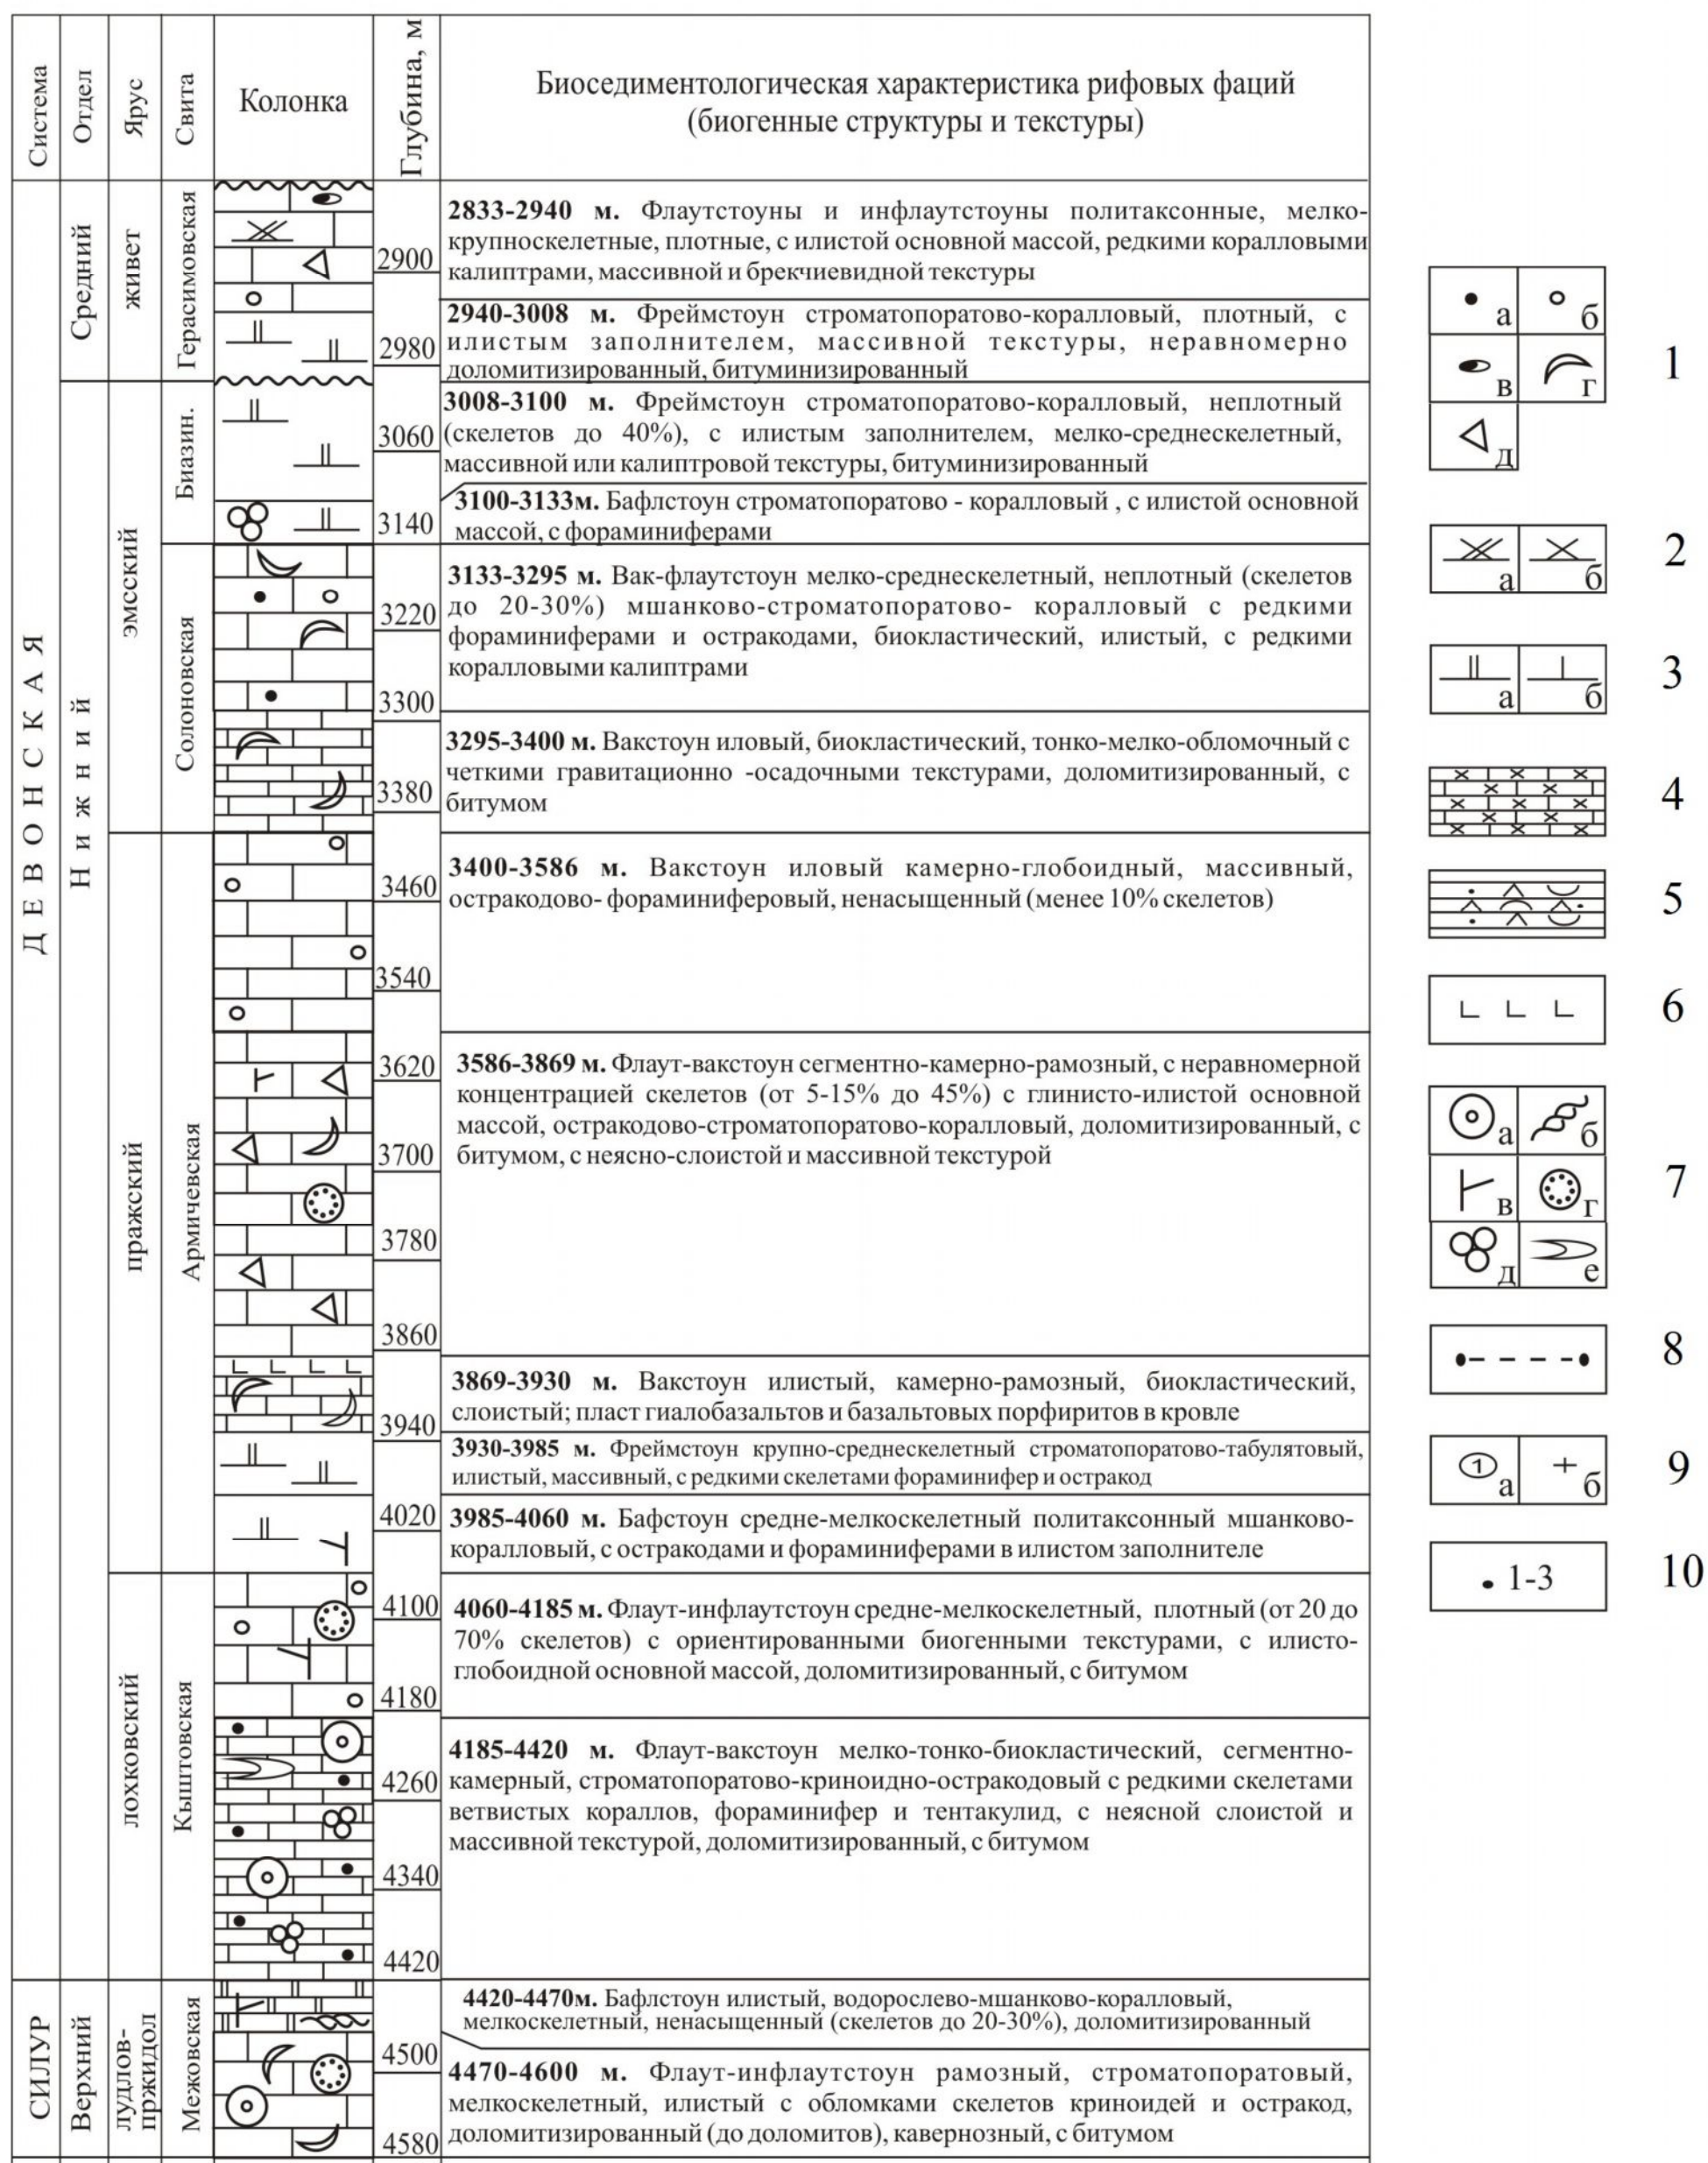 Система
Отдел
Ярус
Свита
Колонка
Глубина, м
Биоседиментологическая характеристика рифовых фаций
(биогенные структуры и текстуры)
ДЕВОНСКАЯ
Средний
живет
Герасимовская
2900
2980
2833-2940 м. Флаутстоуны и инфлаутстоуны политаксонные, мелко-
крупноскелетные, плотные, с илистой основной массой, редкими коралловыми
калиптрами, массивной и брекчиевидной текстуры
2940-3008 м. Фреймстоун строматопоратово-коралловый, плотный, с
илистым заполнителем, массивной текстуры, неравномерно
доломитизированный, битуминизированный
Нижний
эмсский
Биазин.
3060
3140
3008-3100 м. Фреймстоун строматопоратово-коралловый, неплотный
(скелетов до 40%), с илистым заполнителем, мелко-среднескелетный,
массивной или калиптровой текстуры, битуминизированный
3100-3133м. Бафлстоун строматопоратово - коралловый , с илистой основной
массой, с фораминиферами
Солоновская
3220
3300
3380
3133-3295 м. Вак-флаутстоун мелко-среднескелетный, неплотный (скелетов
до 20-30%) мшанково-строматопоратово- коралловый с редкими
фораминиферами и остракодами, биокластический, илистый, с редкими
коралловыми калиптрами
3295-3400 м. Вакстоун иловый, биокластический, тонко-мелко-обломочный с
четкими гравитационно -осадочными текстурами, доломитизированный, с
битумом
пражский
Армичевская
3460
3540
3620
3700
3780
3860
3940
4020
3400-3586 м. Вакстоун иловый камерно-глобоидный, массивный,
остракодово- фораминиферовый, ненасыщенный (менее 10% скелетов)
3586-3869 м. Флаут-вакстоун сегментно-камерно-рамозный, с неравномерной
концентрацией скелетов (от 5-15% до 45%) с глинисто-илистой основной
массой, остракодово-строматопоратово-коралловый, доломитизированный, с
битумом, с неясно-слоистой и массивной текстурой
3869-3930 м. Вакстоун илистый, камерно-рамозный, биокластический,
слоистый; пласт гиалобазальтов и базальтовых порфиритов в кровле
3930-3985 м. Фреймстоун крупно-среднескелетный строматопоратово-табулятовый,
илистый, массивный, с редкими скелетами фораминифер и остракод
3985-4060 м. Бафстоун средне-мелкоскелетный политаксонный мшанково-
коралловый, с остракодами и фораминиферами в илистом заполнителе
лохковский
Кыштовская
4100
4180
4260
4340
4420
4060-4185 м. Флаут-инфлаутстоун средне-мелкоскелетный, плотный (от 20 до
70% скелетов) с ориентированными биогенными текстурами, с илисто-
глобоидной основной массой, доломитизированный, с битумом
4185-4420 м. Флаут-вакстоун мелко-тонко-биокластический, сегментно-
камерный, строматопоратово-криноидно-остракодовый с редкими скелетами
ветвистых кораллов, фораминифер и тентакулид, с неясной слоистой и
массивной текстурой, доломитизированный, с битумом
СИЛУР
Верхний
лудлов-
пржидол
Межовская
4500
4580
4420-4470м. Бафлстоун илистый, водорослево-мшанково-коралловый,
мелкоскелетный, ненасыщенный (скелетов до 20-30%), доломитизированный
4470-4600 м. Флаут-инфлаутстоун рамозный, строматопоратовый,
мелкоскелетный, илистый с обломками скелетов криноидей и остракод,
доломитизированный (до доломитов), кавернозный, с битумом
а б
в г
д
1
а б
2
а б
3
4
5
6
а б
в г
д е
7
8
1 а б
9
1-3
10